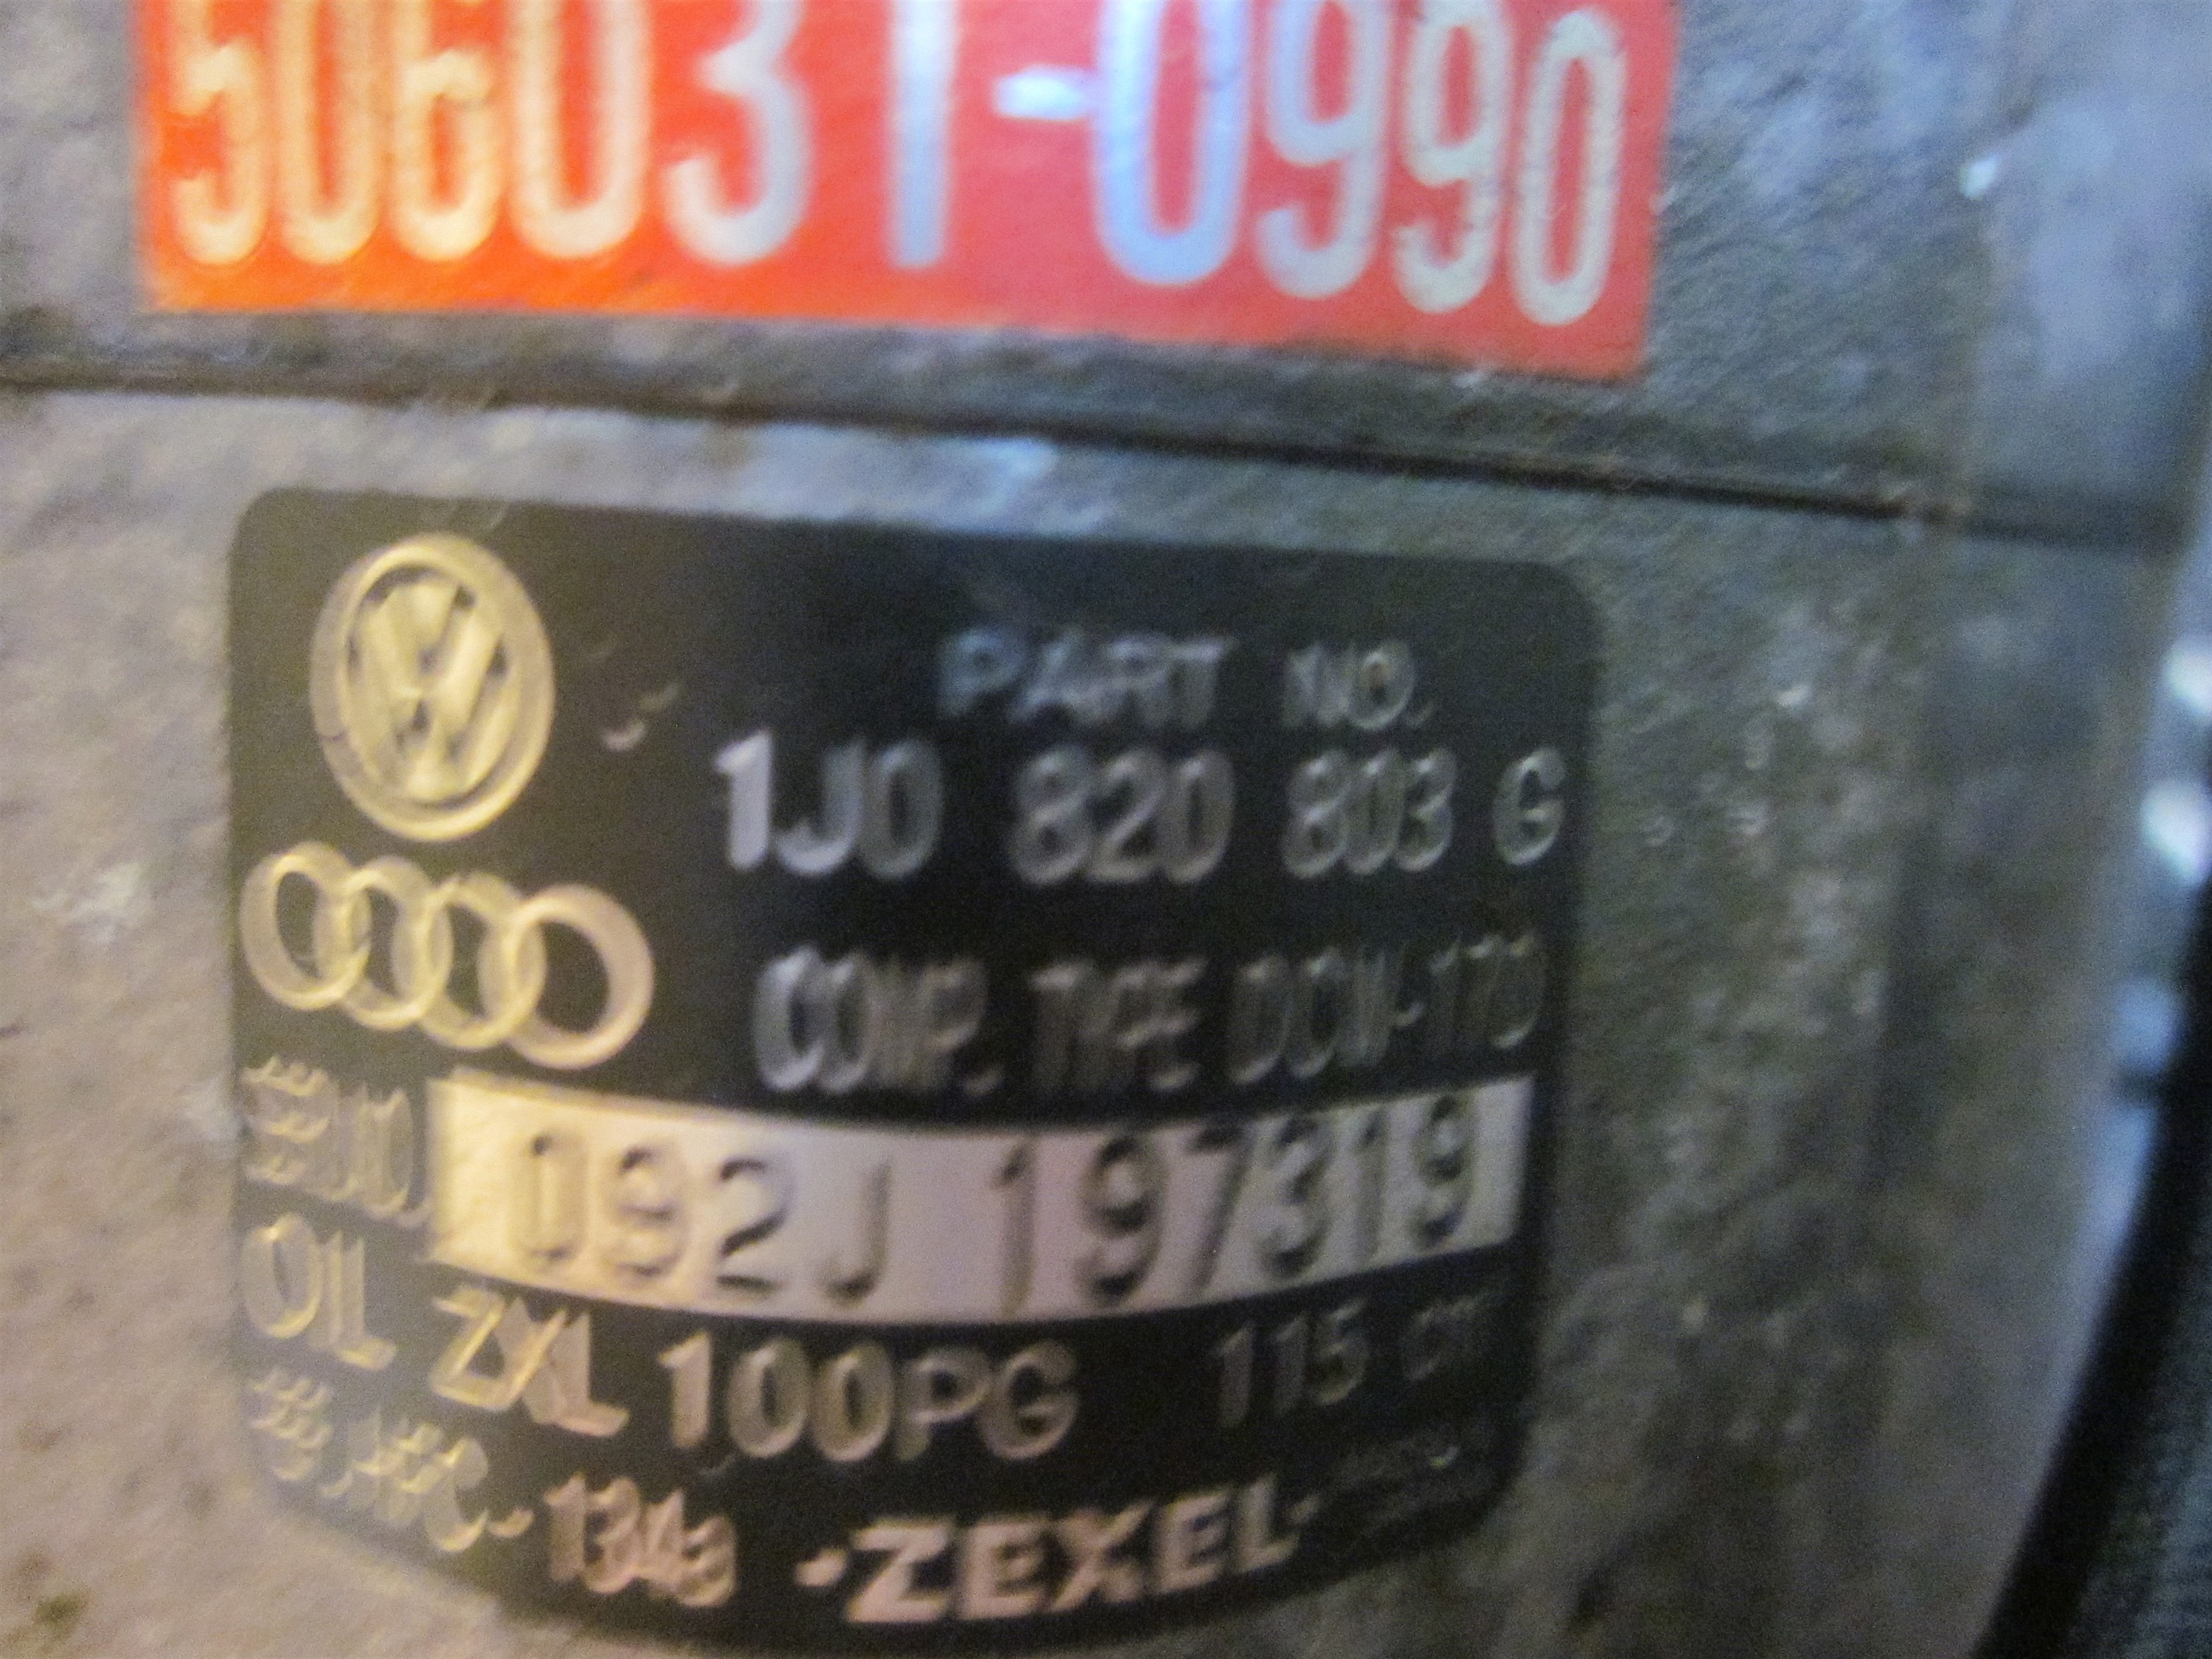 506031-0990
PART NO.
1J0 820 803 G
COMP. TYPE DCW-17D
092J 197319
OIL ZXL 100PG 115
134a -ZEXEL-